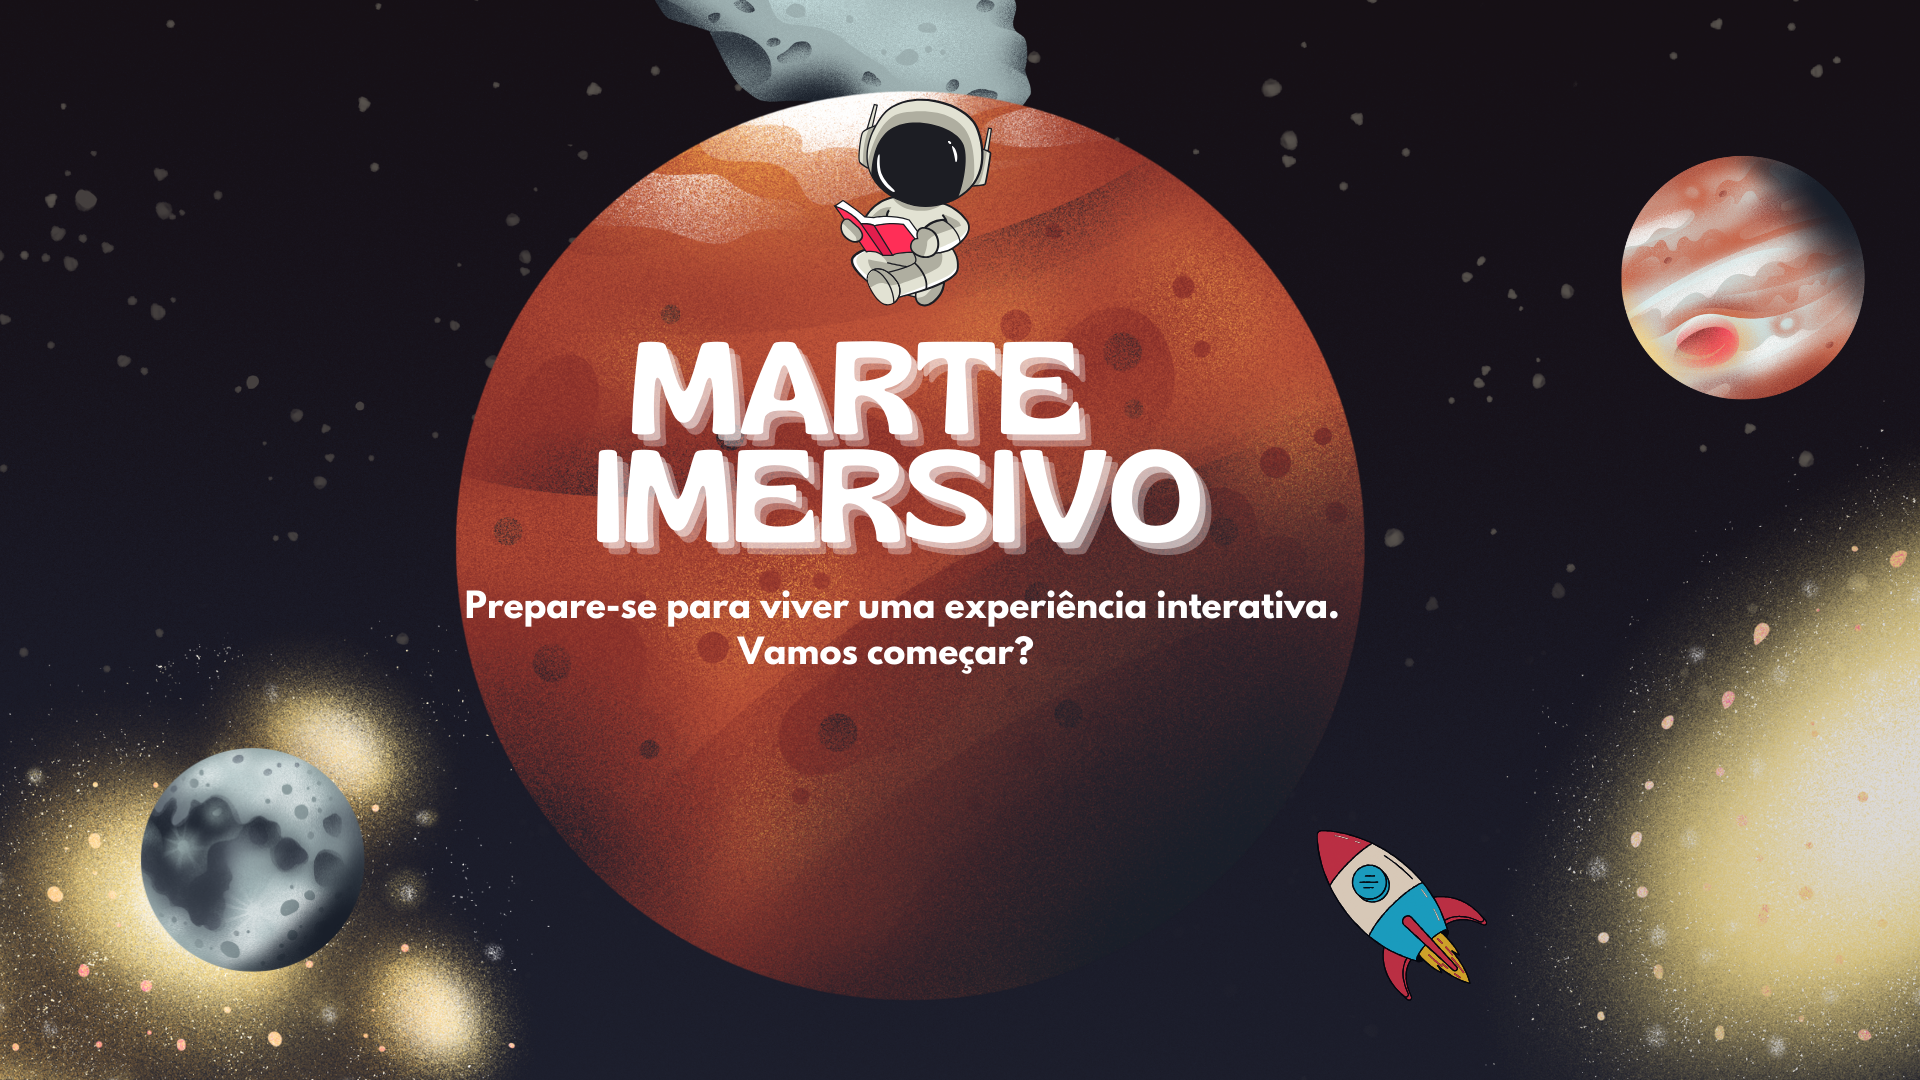 MARTE
IMERSIVO
Prepare-se para viver uma experiência interativa.
Vamos começar?